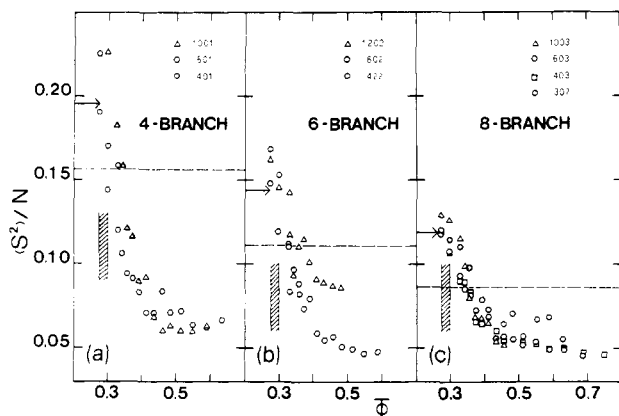 △ 1001
○ 501
○ 401
4-BRANCH
(a)
△ 1202
○ 602
○ 422
6-BRANCH
(b)
△ 1003
○ 603
□ 403
○ 307
8-BRANCH
(c)
0.20
0.15
0.10
0.05
⟨S²⟩/N
0.3 0.5 0.3 0.5 0.3 0.5 0.7
Φ̅